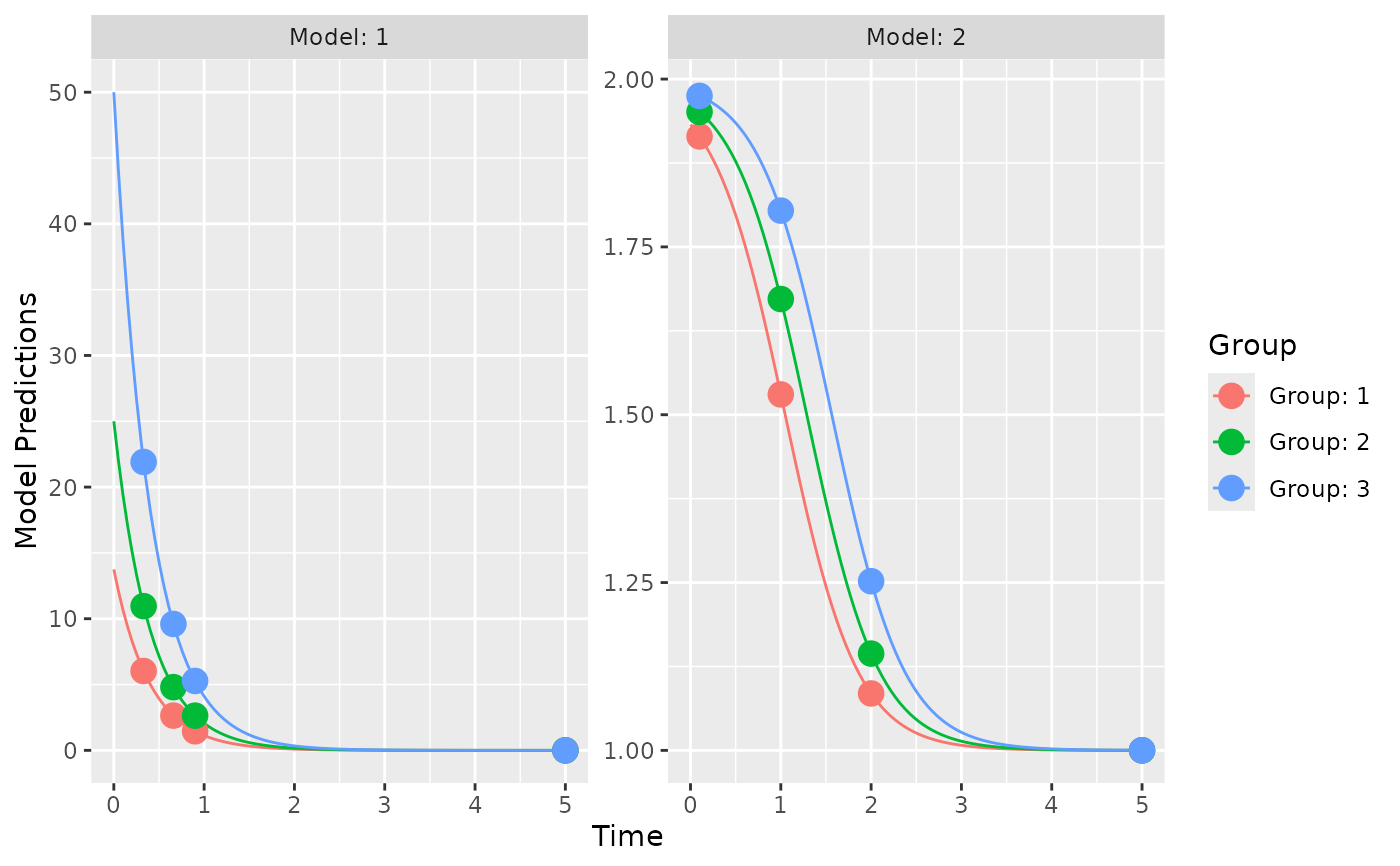 Model: 1
Model: 2
Model Predictions
50
40
30
20
10
0
2.00
1.75
1.50
1.25
1.00
0 1 2 3 4 5
0 1 2 3 4 5
Time
Group
Group: 1
Group: 2
Group: 3